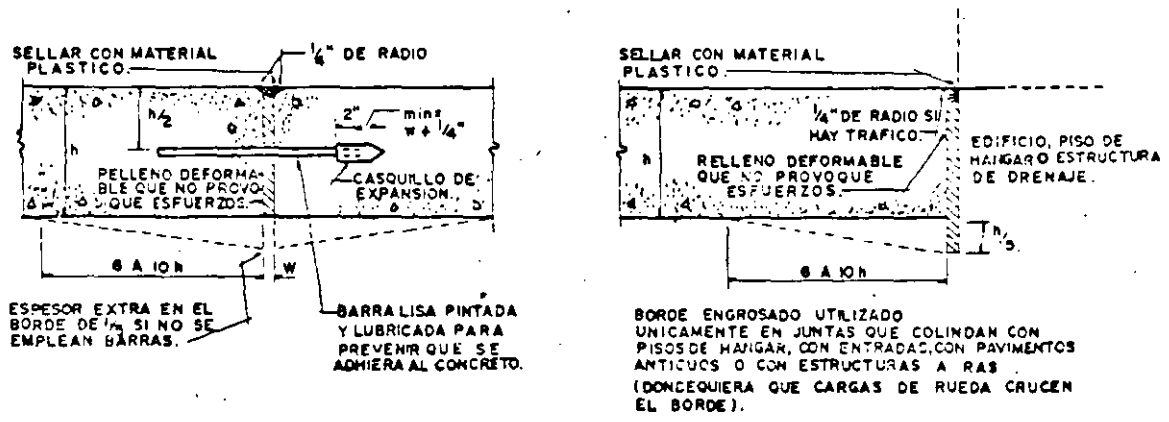 SELLAR CON MATERIAL
PLASTICO.
1/4" DE RADIO
h/2
2"
min =
w + 1/4"
h
PELLENO DEFORMA-
BLE QUE NO PROVO-
QUE ESFUERZOS.
CASQUILLO DE
EXPANSION.
6 A 10 h
W
ESPESOR EXTRA EN EL
BORDE DE SI NO SE
EMPLEAN BARRAS.
BARRA LISA PINTADA
Y LUBRICADA PARA
PREVENIR QUE SE
ADHIERA AL CONCRETO.
SELLAR CON MATERIAL
PLASTICO.
1/4" DE RADIO SI
HAY TRAFICO.
h
RELLENO DEFORMABLE
QUE NO PROVOQUE
ESFUERZOS.
EDIFICIO, PISO DE
HANGAR O ESTRUCTURA
DE DRENAJE.
h/5
6 A 10 h
BORDE ENGROSADO UTILIZADO
UNICAMENTE EN JUNTAS QUE COLINDAN CON
PISOS DE HANGAR, CON ENTRADAS, CON PAVIMENTOS
ANTIGUOS O CON ESTRUCTURAS A RAS
(DONDEQUIERA QUE CARGAS DE RUEDA CRUCEN
EL BORDE).